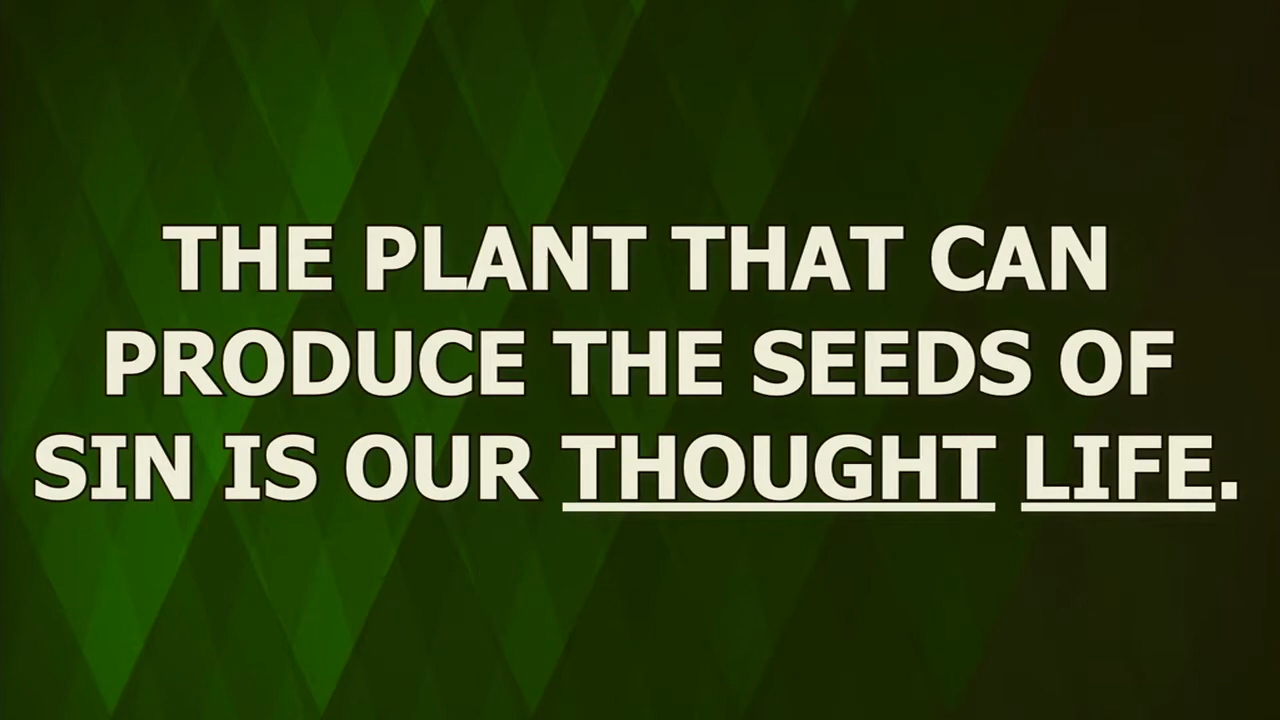 THE PLANT THAT CAN
PRODUCE THE SEEDS OF
SIN IS OUR THOUGHT LIFE.